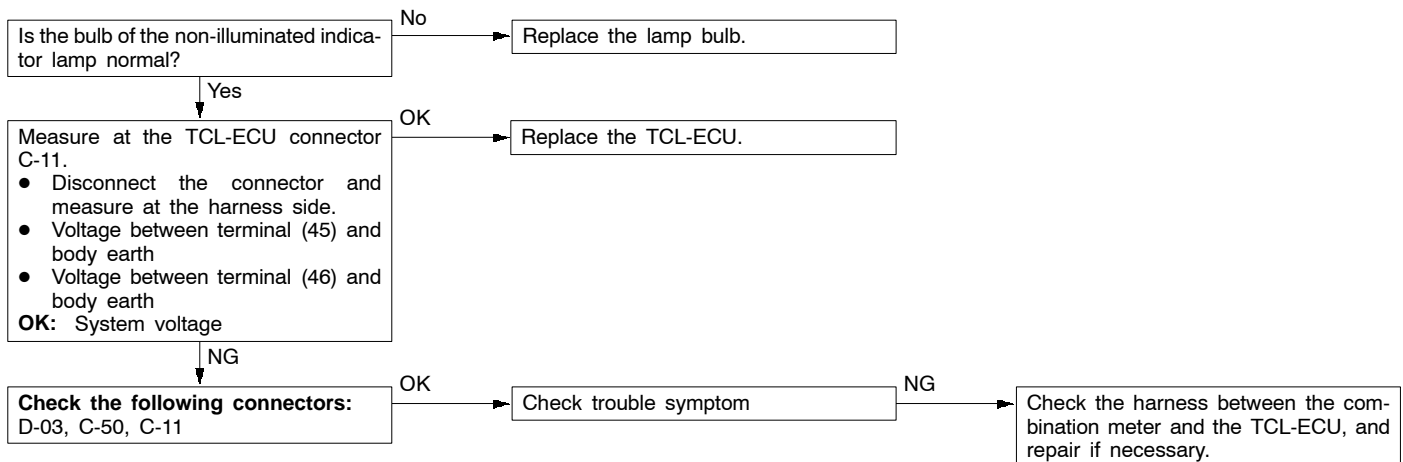 Is the bulb of the non-illuminated indica-
tor lamp normal?
No
Replace the lamp bulb.
Yes
Measure at the TCL-ECU connector
C-11.
● Disconnect the connector and
measure at the harness side.
● Voltage between terminal (45) and
body earth
● Voltage between terminal (46) and
body earth
OK: System voltage
OK
Replace the TCL-ECU.
NG
Check the following connectors:
D-03, C-50, C-11
OK
Check trouble symptom
NG
Check the harness between the com-
bination meter and the TCL-ECU, and
repair if necessary.